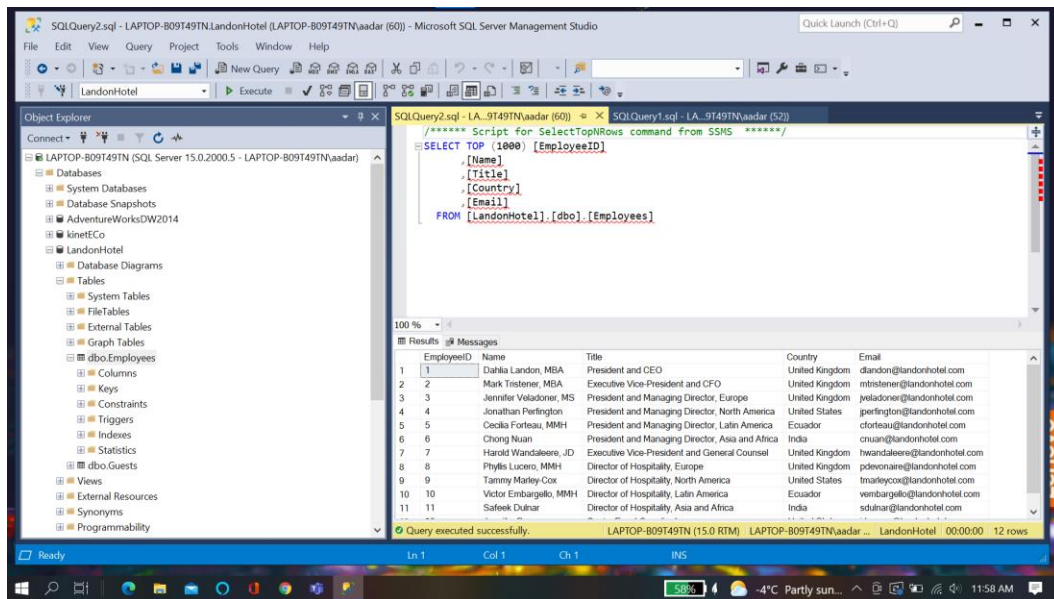 SQLQuery2.sql - LAPTOP-B09T49TN.LandonHotel (LAPTOP-B09T49TN\aadar (60)) - Microsoft SQL Server Management Studio
Quick Launch (Ctrl+Q)
File Edit View Query Project Tools Window Help
New Query
LandonHotel
Execute
Object Explorer
Connect
LAPTOP-B09T49TN (SQL Server 15.0.2000.5 - LAPTOP-B09T49TN\aadar)
Databases
System Databases
Database Snapshots
AdventureWorksDW2014
kinetECo
LandonHotel
Database Diagrams
Tables
System Tables
FileTables
External Tables
Graph Tables
dbo.Employees
Columns
Keys
Constraints
Triggers
Indexes
Statistics
dbo.Guests
Views
External Resources
Synonyms
Programmability
SQLQuery2.sql - LA...9T49TN\aadar (60))
SQLQuery1.sql - LA...9T49TN\aadar (52))
/****** Script for SelectTopNRows command from SSMS ******/
SELECT TOP (1000) [EmployeeID]
,[Name]
,[Title]
,[Country]
,[Email]
FROM [LandonHotel].[dbo].[Employees]
100 %
Results Messages
EmployeeID Name Title Country Email
1 1 Dahlia Landon, MBA President and CEO United Kingdom dlandon@landonhotel.com
2 2 Mark Tristener, MBA Executive Vice-President and CFO United Kingdom mtristener@landonhotel.com
3 3 Jennifer Veladoner, MS President and Managing Director, Europe United Kingdom jveladoner@landonhotel.com
4 4 Jonathan Perfington President and Managing Director, North America United States jperfington@landonhotel.com
5 5 Cecilia Forteau, MMH President and Managing Director, Latin America Ecuador cforteau@landonhotel.com
6 6 Chong Nuan President and Managing Director, Asia and Africa India cnuan@landonhotel.com
7 7 Harold Wandaleere, JD Executive Vice-President and General Counsel United Kingdom hwandaleere@landonhotel.com
8 8 Phyllis Lucero, MMH Director of Hospitality, Europe United Kingdom pdevonaire@landonhotel.com
9 9 Tammy Marley-Cox Director of Hospitality, North America United States tmarleycox@landonhotel.com
10 10 Victor Embargello, MMH Director of Hospitality, Latin America Ecuador vembargello@landonhotel.com
11 11 Safeek Dulnar Director of Hospitality, Asia and Africa India sdulnar@landonhotel.com
Query executed successfully.
LAPTOP-B09T49TN (15.0 RTM) LAPTOP-B09T49TN\aadar ... LandonHotel 00:00:00 12 rows
Ready Ln 1 Col 1 Ch 1 INS
58% -4°C Partly sun... 11:58 AM